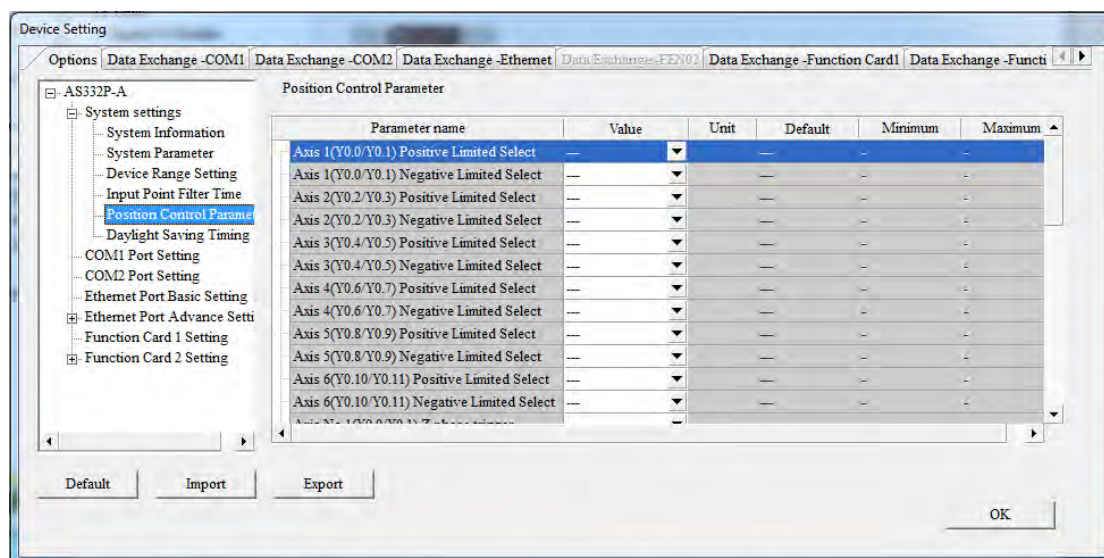 Device Setting
Options Data Exchange -COM1 Data Exchange -COM2 Data Exchange -Ethernet Data Exchange -FEN02 Data Exchange -Function Card1 Data Exchange -Functi
AS332P-A
System settings
System Information
System Parameter
Device Range Setting
Input Point Filter Time
Position Control Parame
Daylight Saving Timing
COM1 Port Setting
COM2 Port Setting
Ethernet Port Basic Setting
Ethernet Port Advance Setti
Function Card 1 Setting
Function Card 2 Setting
Position Control Parameter
Parameter name Value Unit Default Minimum Maximum
Axis 1(Y0.0/Y0.1) Positive Limited Select --- --- - -
Axis 1(Y0.0/Y0.1) Negative Limited Select --- --- - -
Axis 2(Y0.2/Y0.3) Positive Limited Select --- --- - -
Axis 2(Y0.2/Y0.3) Negative Limited Select --- --- - -
Axis 3(Y0.4/Y0.5) Positive Limited Select --- --- - -
Axis 3(Y0.4/Y0.5) Negative Limited Select --- --- - -
Axis 4(Y0.6/Y0.7) Positive Limited Select --- --- - -
Axis 4(Y0.6/Y0.7) Negative Limited Select --- --- - -
Axis 5(Y0.8/Y0.9) Positive Limited Select --- --- - -
Axis 5(Y0.8/Y0.9) Negative Limited Select --- --- - -
Axis 6(Y0.10/Y0.11) Positive Limited Select --- --- - -
Axis 6(Y0.10/Y0.11) Negative Limited Select --- --- - -
Default Import Export
OK